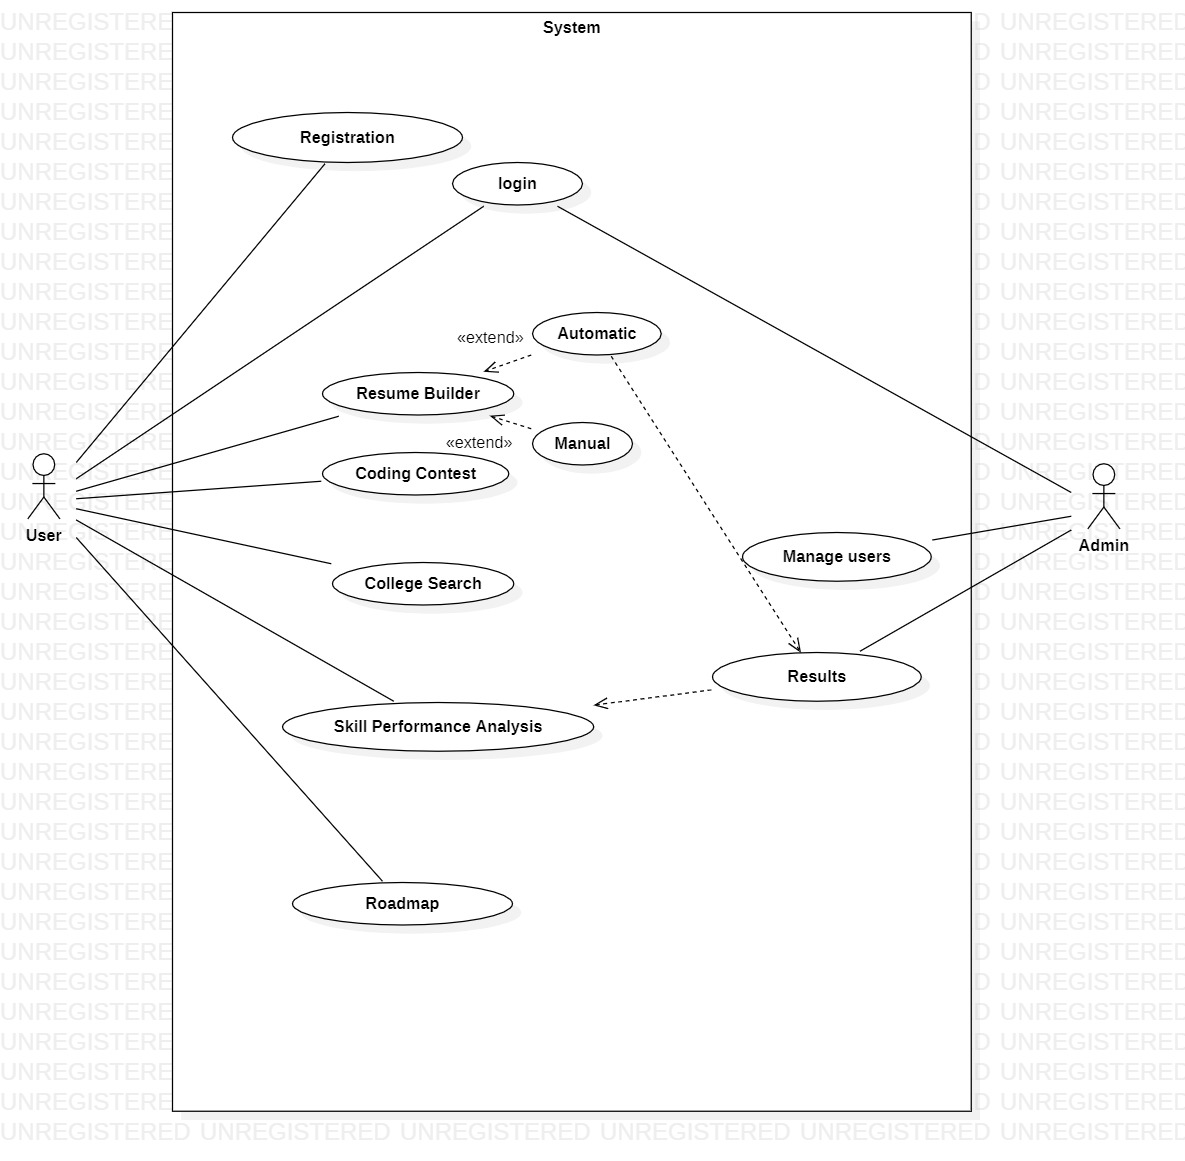 System
Registration
login
«extend»
Automatic
Resume Builder
«extend»
Manual
Coding Contest
User
Admin
Manage users
College Search
Results
Skill Performance Analysis
Roadmap
UNREGISTERED UNREGISTERED UNREGISTERED UNREGISTERED UNREGISTERED UNREGISTERED